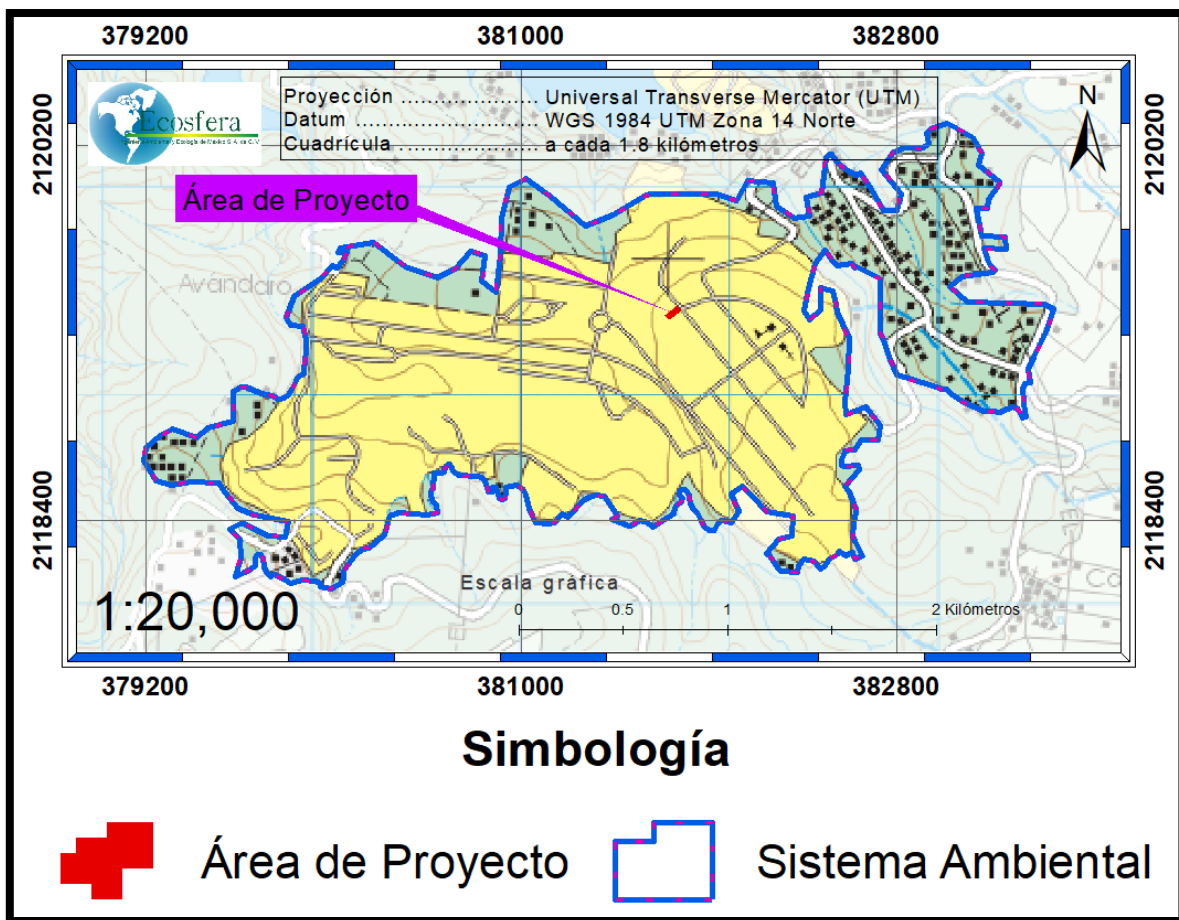 379200 381000 382800
2120200
2120200
N
Ecosfera
Proyección .................... Universal Transverse Mercator (UTM)
Datum ......................... WGS 1984 UTM Zona 14 Norte
Cuadrícula .................... a cada 1.8 kilómetros
Área de Proyecto
Avándaro
2118400
2118400
Escala gráfica
1:20,000
0 0.5 1 2 Kilómetros
379200 381000 382800
Simbología
Área de Proyecto
Sistema Ambiental